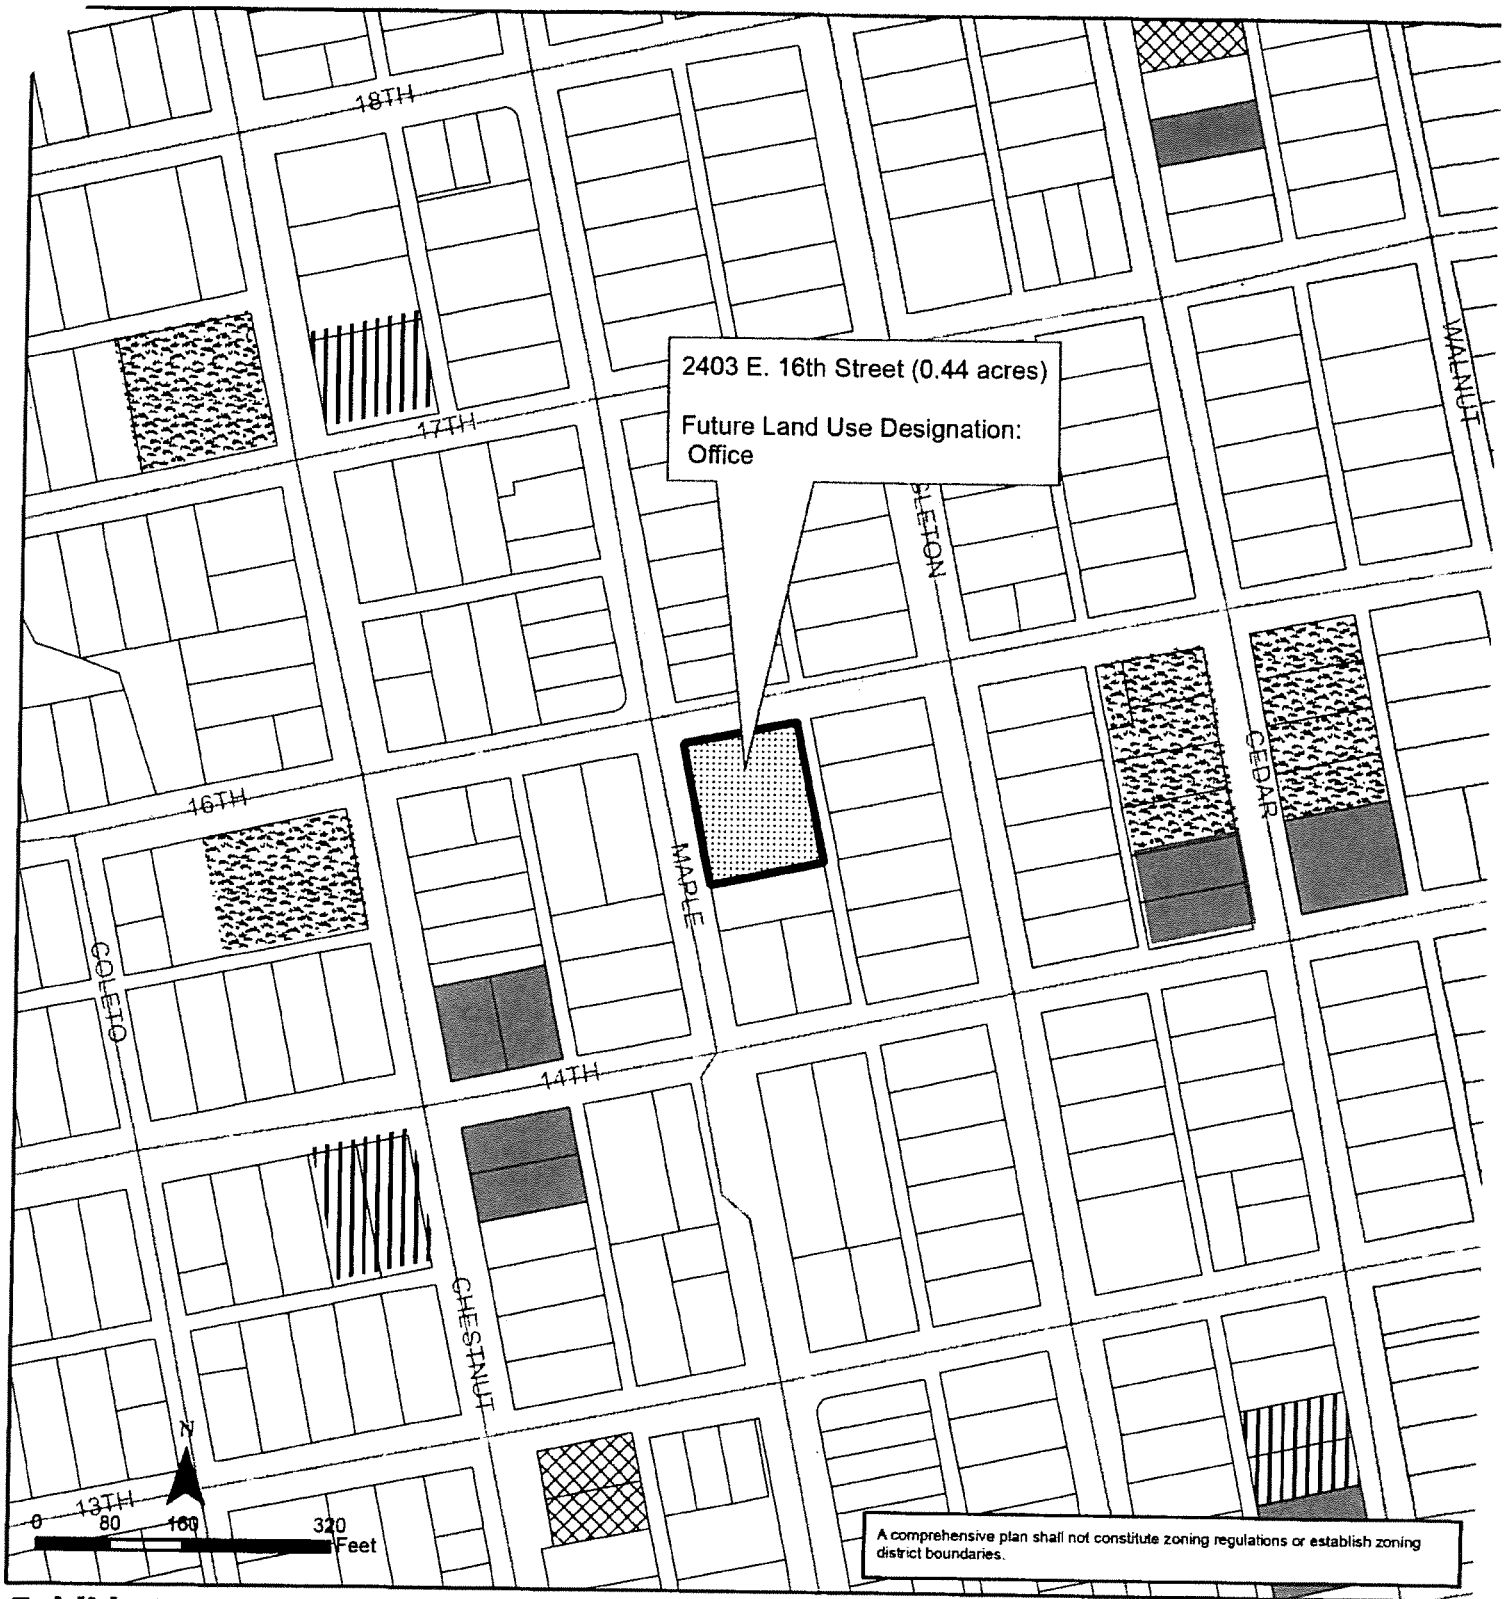 18TH
2403 E. 16th Street (0.44 acres)
Future Land Use Designation:
Office
WALNUT
17TH
16TH
CEDAR
MAPLE
COLETO
14TH
CHESTNUT
N
13TH
0 80 160 320
Feet
A comprehensive plan shall not constitute zoning regulations or establish zoning
district boundaries.